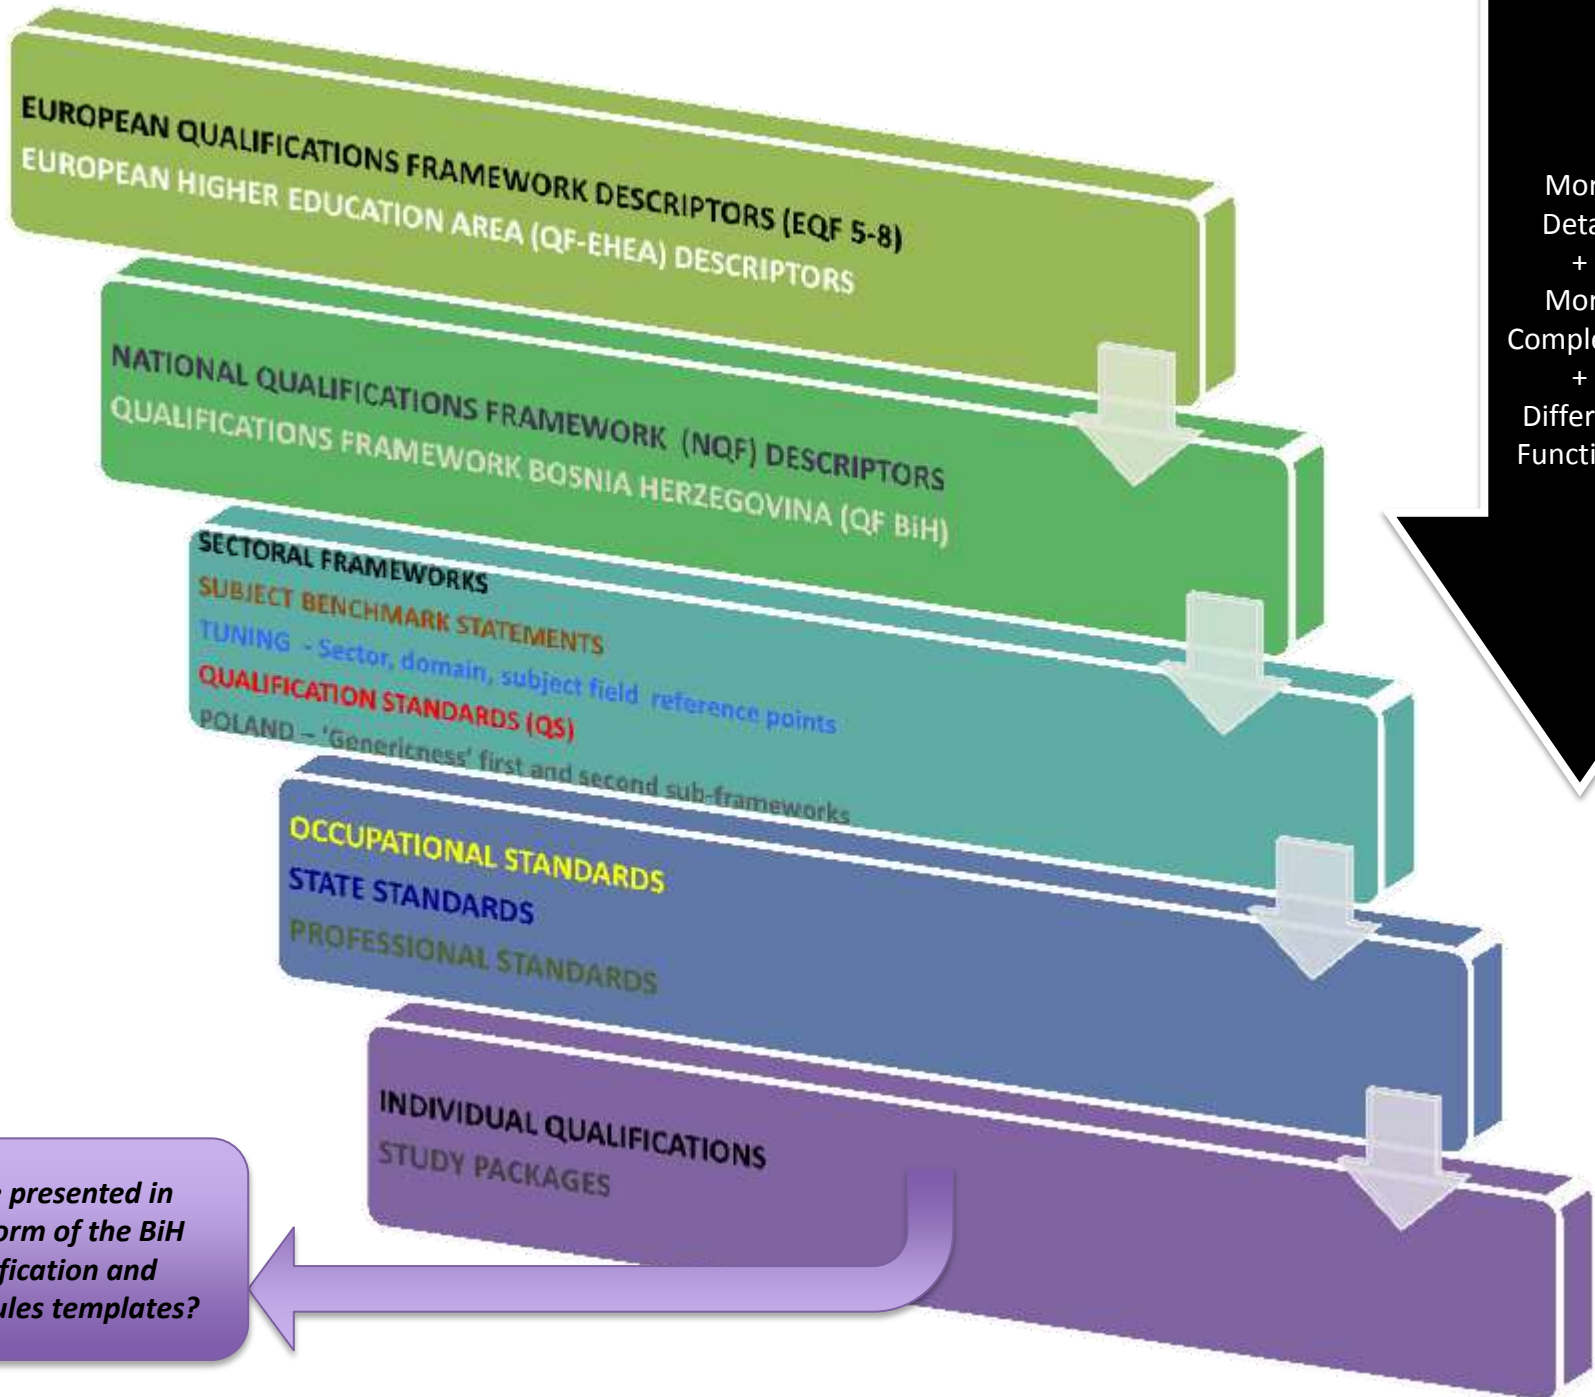 EUROPEAN QUALIFICATIONS FRAMEWORK DESCRIPTORS (EQF 5-8)
EUROPEAN HIGHER EDUCATION AREA (QF-EHEA) DESCRIPTORS
NATIONAL QUALIFICATIONS FRAMEWORK (NQF) DESCRIPTORS
QUALIFICATIONS FRAMEWORK BOSNIA HERZEGOVINA (QF BiH)
SECTORAL FRAMEWORKS
SUBJECT BENCHMARK STATEMENTS
TUNING - Sector, domain, subject field reference points
QUALIFICATION STANDARDS (QS)
POLAND – 'Genericness' first and second sub-frameworks
OCCUPATIONAL STANDARDS
STATE STANDARDS
PROFESSIONAL STANDARDS
INDIVIDUAL QUALIFICATIONS
STUDY PACKAGES
presented in
of the BiH
and
templates?
+
+